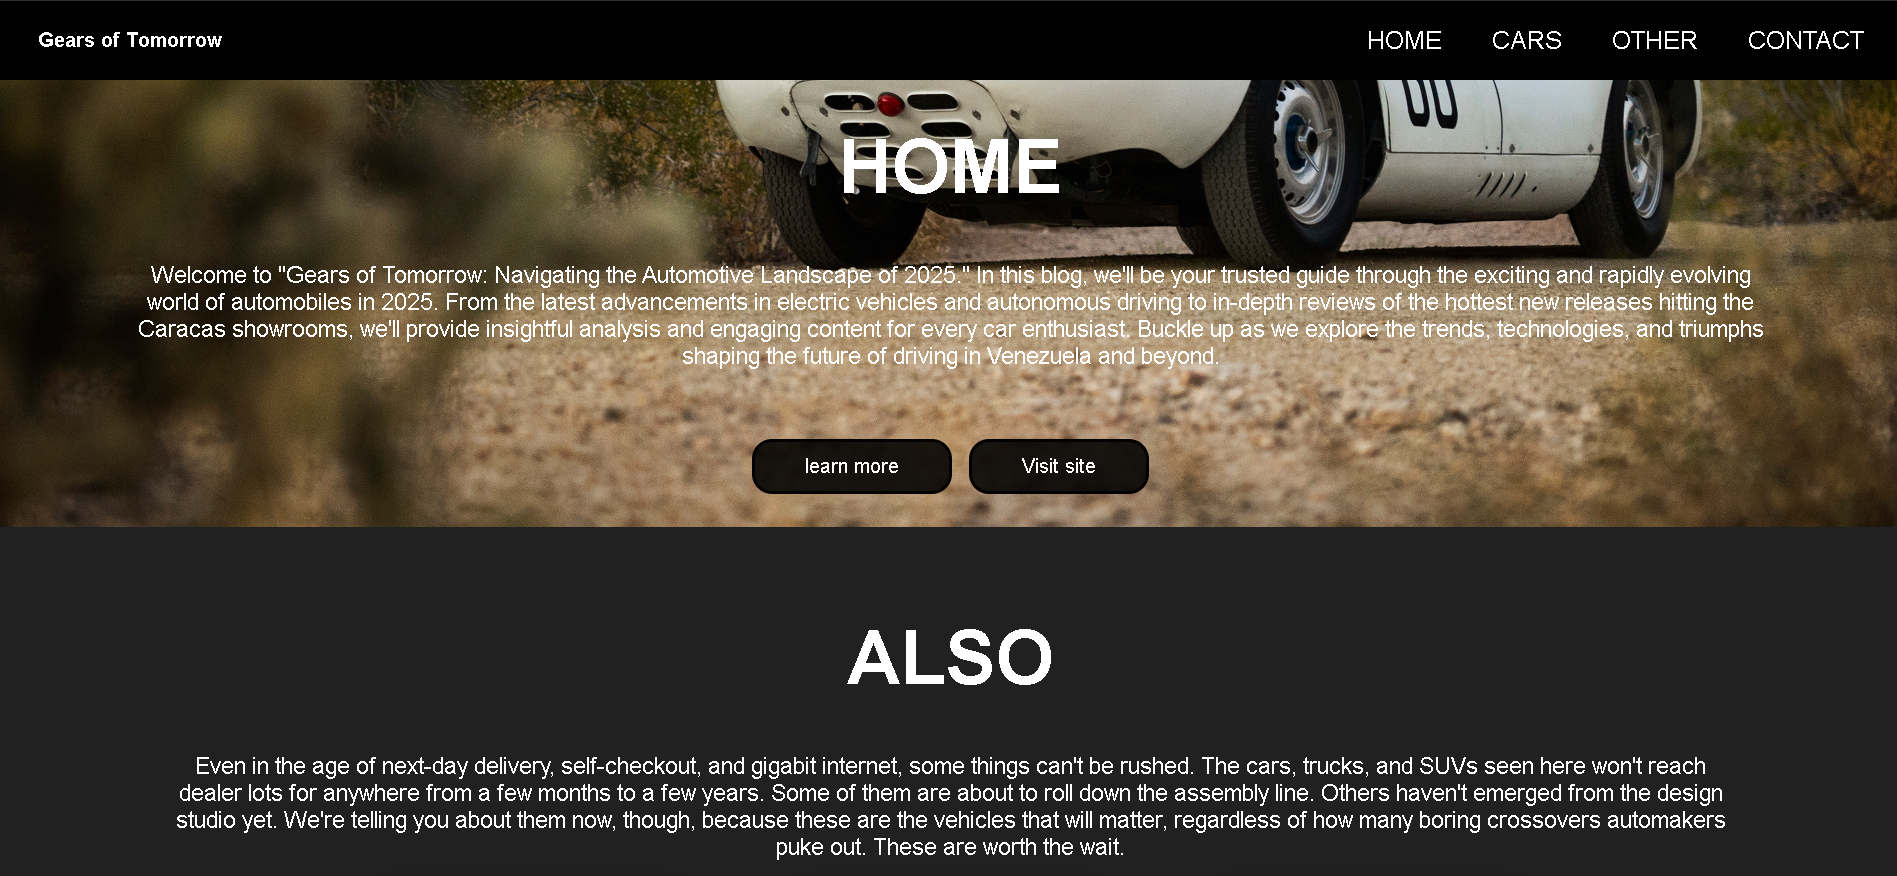 Gears of Tomorrow
HOME CARS OTHER CONTACT
HOME
Welcome to "Gears of Tomorrow: Navigating the Automotive Landscape of 2025." In this blog, we'll be your trusted guide through the exciting and rapidly evolving
world of automobiles in 2025. From the latest advancements in electric vehicles and autonomous driving to in-depth reviews of the hottest new releases hitting the
Caracas showrooms, we'll provide insightful analysis and engaging content for every car enthusiast. Buckle up as we explore the trends, technologies, and triumphs
shaping the future of driving in Venezuela and beyond.
learn more
Visit site
ALSO
Even in the age of next-day delivery, self-checkout, and gigabit internet, some things can't be rushed. The cars, trucks, and SUVs seen here won't reach
dealer lots for anywhere from a few months to a few years. Some of them are about to roll down the assembly line. Others haven't emerged from the design
studio yet. We're telling you about them now, though, because these are the vehicles that will matter, regardless of how many boring crossovers automakers
puke out. These are worth the wait.